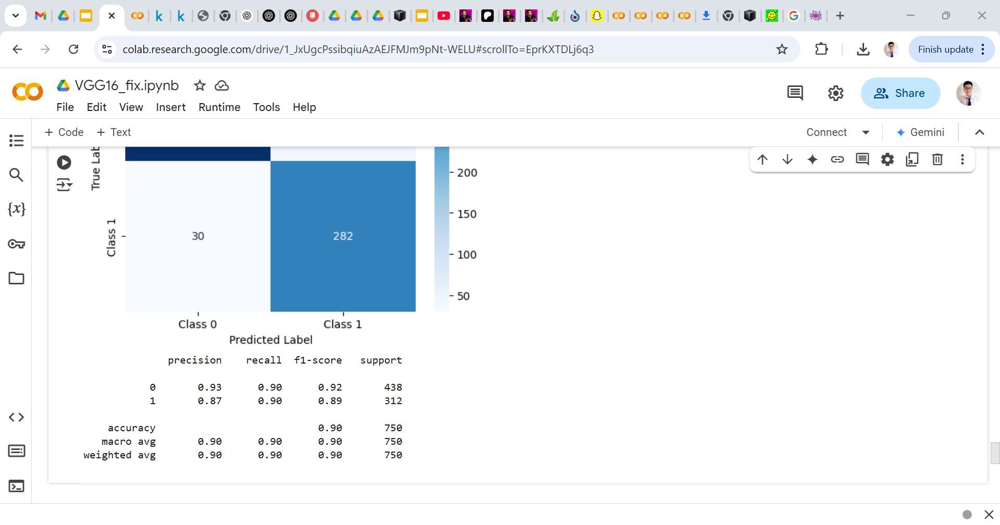 colab.research.google.com/drive/1_JxUgcPssibqiuAzAEJFMJm9pNt-WELU#scrollTo=EprKXTDLj6q3
Finish update
VGG16_fix.ipynb
Share
File Edit View Insert Runtime Tools Help
+ Code + Text
Connect
Gemini
True Lab
Class 1
30 282
200
150
100
50
Class 0 Class 1
Predicted Label
precision recall f1-score support
0 0.93 0.90 0.92 438
1 0.87 0.90 0.89 312
accuracy 0.90 750
macro avg 0.90 0.90 0.90 750
weighted avg 0.90 0.90 0.90 750